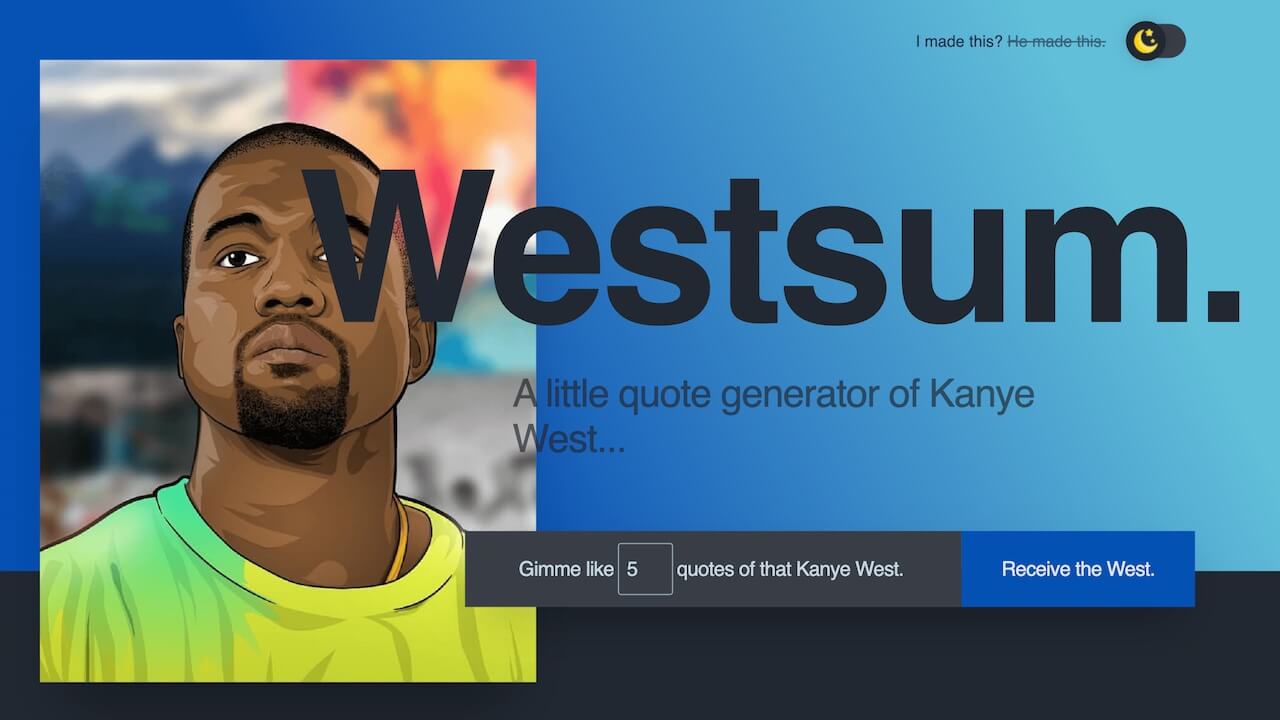 I made this? He made this.
Westsum.
A little quote generator of Kanye
West...
Gimme like 5 quotes of that Kanye West.
Receive the West.